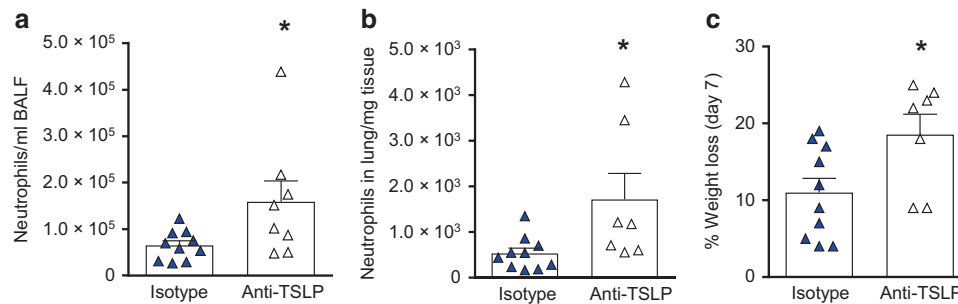 a
Neutrophils/ml BALF
5.0 × 10⁵
4.0 × 10⁵
3.0 × 10⁵
2.0 × 10⁵
1.0 × 10⁵
0
*
Isotype Anti-TSLP
b
Neutrophils in lung/mg tissue
5.0 × 10³
4.0 × 10³
3.0 × 10³
2.0 × 10³
1.0 × 10³
0
*
Isotype Anti-TSLP
c
% Weight loss (day 7)
30
20
10
0
*
Isotype Anti-TSLP